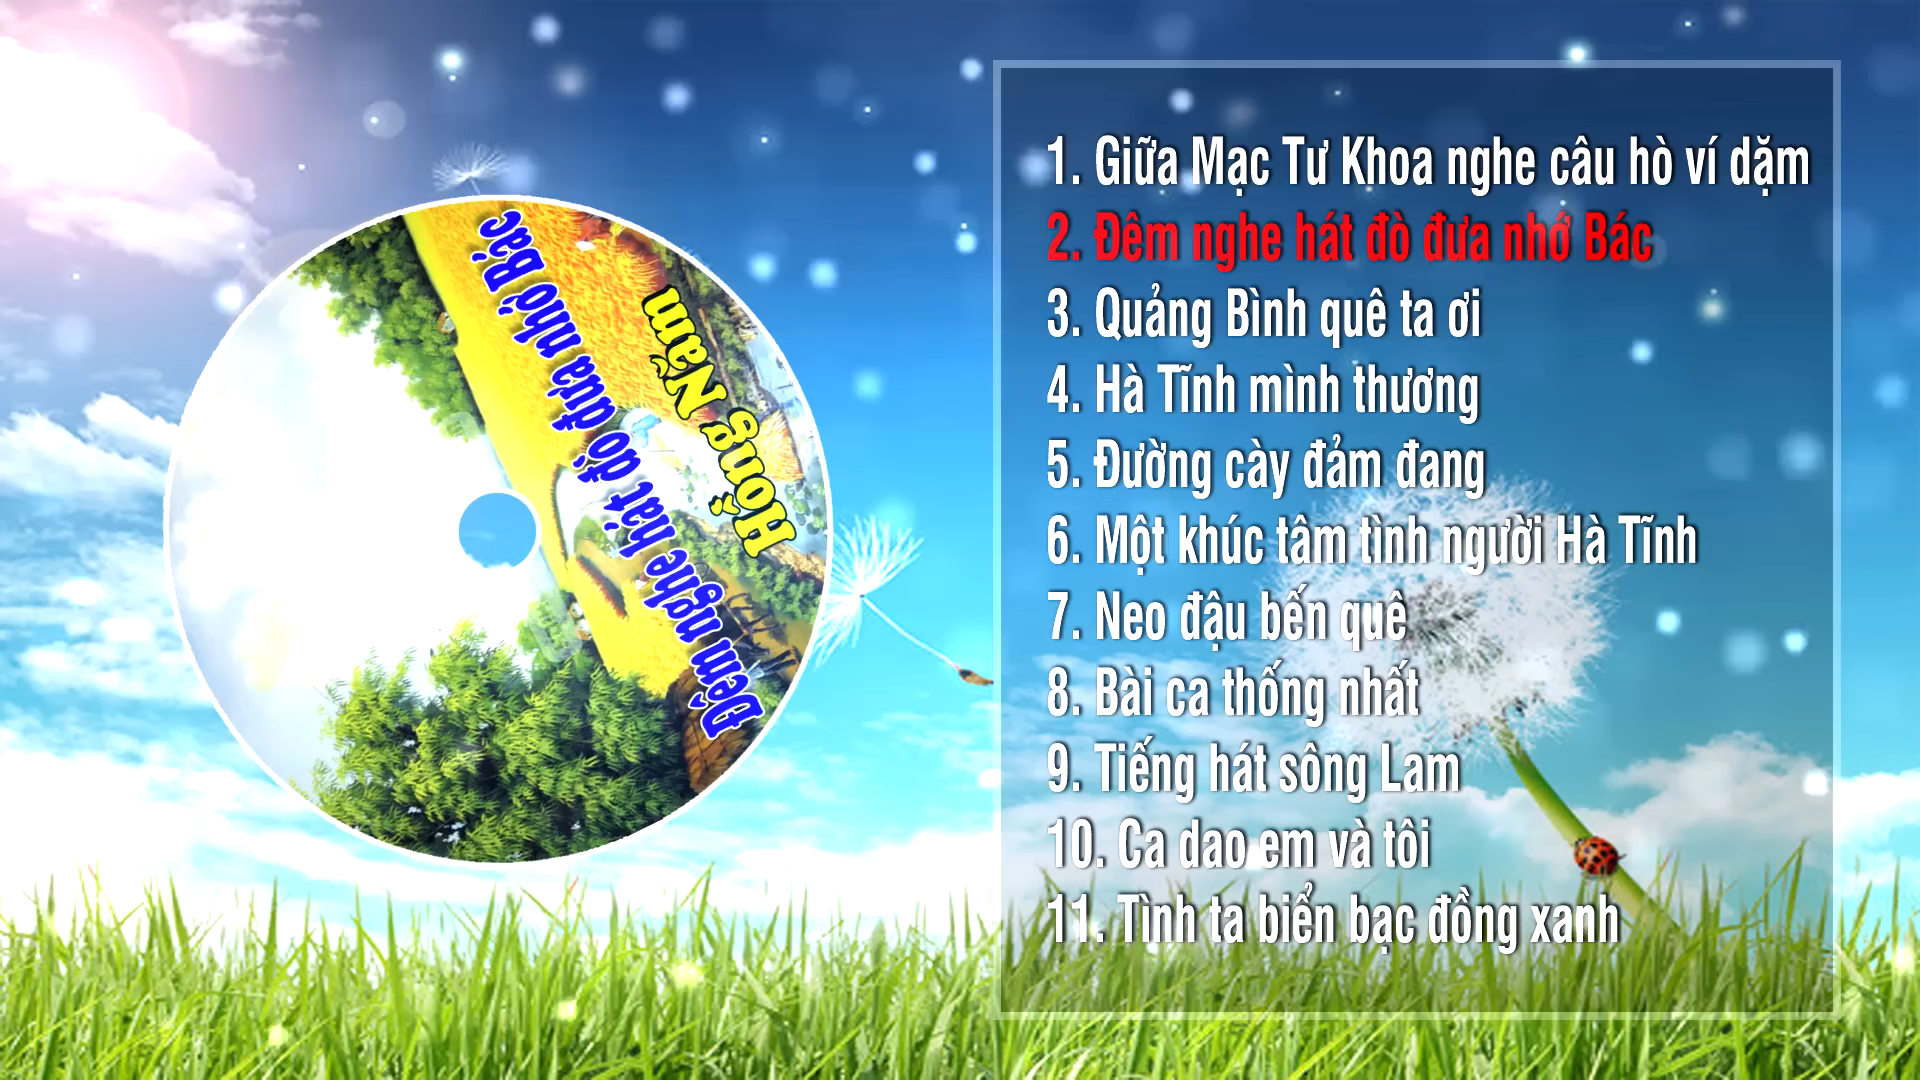 Đêm nghe hát đò đưa nhớ Bác
Hồng Năm
1. Giữa Mạc Tư Khoa nghe câu hò ví dặm
2. Đêm nghe hát đò đưa nhớ Bác
3. Quảng Bình quê ta ơi
4. Hà Tĩnh mình thương
5. Đường cày đảm đang
6. Một khúc tâm tình người Hà Tĩnh
7. Neo đậu bến quê
8. Bài ca thống nhất
9. Tiếng hát sông Lam
10. Ca dao em và tôi
11. Tình ta biển bạc đồng xanh